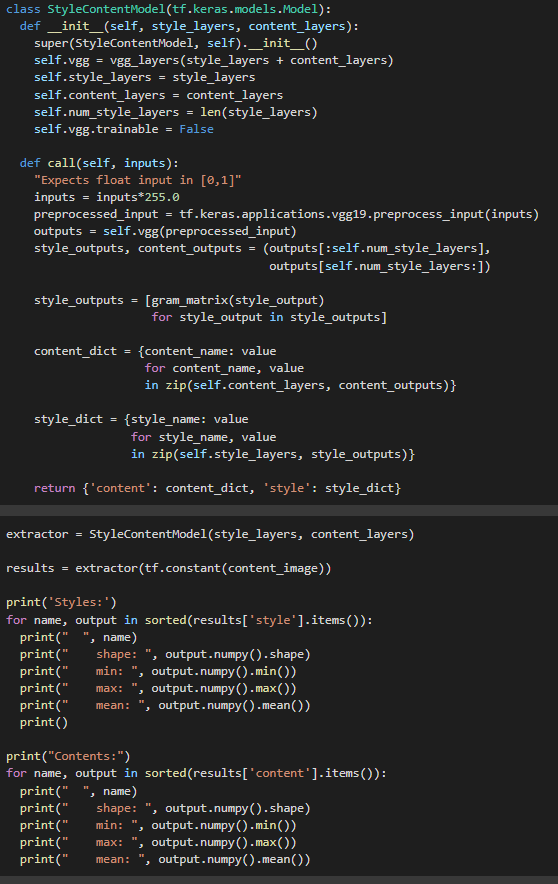 class StyleContentModel(tf.keras.models.Model):
  def __init__(self, style_layers, content_layers):
    super(StyleContentModel, self).__init__()
    self.vgg = vgg_layers(style_layers + content_layers)
    self.style_layers = style_layers
    self.content_layers = content_layers
    self.num_style_layers = len(style_layers)
    self.vgg.trainable = False

  def call(self, inputs):
    "Expects float input in [0,1]"
    inputs = inputs*255.0
    preprocessed_input = tf.keras.applications.vgg19.preprocess_input(inputs)
    outputs = self.vgg(preprocessed_input)
    style_outputs, content_outputs = (outputs[:self.num_style_layers],
                                      outputs[self.num_style_layers:])

    style_outputs = [gram_matrix(style_output)
                     for style_output in style_outputs]

    content_dict = {content_name: value
                    for content_name, value
                    in zip(self.content_layers, content_outputs)}

    style_dict = {style_name: value
                  for style_name, value
                  in zip(self.style_layers, style_outputs)}

    return {'content': content_dict, 'style': style_dict}

extractor = StyleContentModel(style_layers, content_layers)

results = extractor(tf.constant(content_image))

print('Styles:')
for name, output in sorted(results['style'].items()):
  print("  ", name)
  print("    shape: ", output.numpy().shape)
  print("    min: ", output.numpy().min())
  print("    max: ", output.numpy().max())
  print("    mean: ", output.numpy().mean())
  print()

print("Contents:")
for name, output in sorted(results['content'].items()):
  print("  ", name)
  print("    shape: ", output.numpy().shape)
  print("    min: ", output.numpy().min())
  print("    max: ", output.numpy().max())
  print("    mean: ", output.numpy().mean())